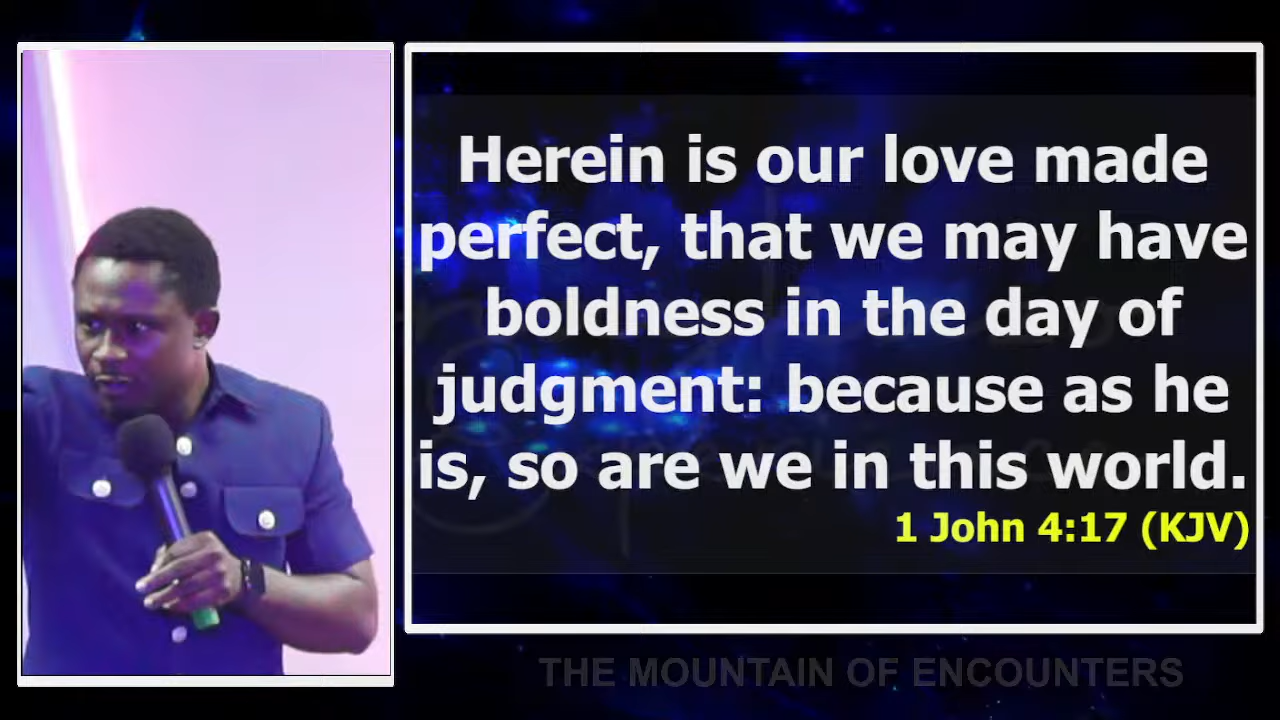 Herein is our love made
perfect, that we may have
boldness in the day of
judgment: because as he
is, so are we in this world.
1 John 4:17 (KJV)
THE MOUNTAIN OF ENCOUNTERS